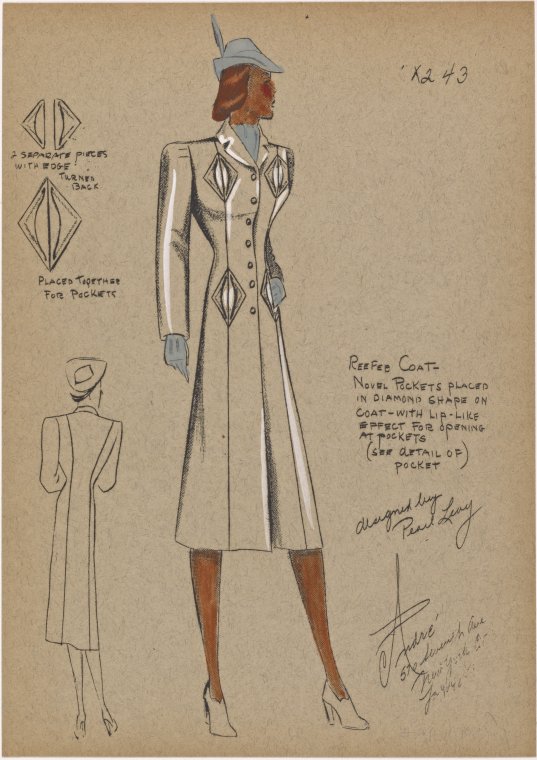 'X243
2 SEPARATE PIECES
WITH EDGE
TURNED
BACK
PLACED TOGETHER
FOR POCKETS
REEFER COAT-
NOVEL POCKETS PLACED
IN DIAMOND SHAPE ON
COAT-WITH LIP-LIKE
EFFECT FOR OPENING
AT POCKETS
(SEE DETAIL OF
POCKET)
designed by
Pearl Levy
André
570 Seventh Ave
New York